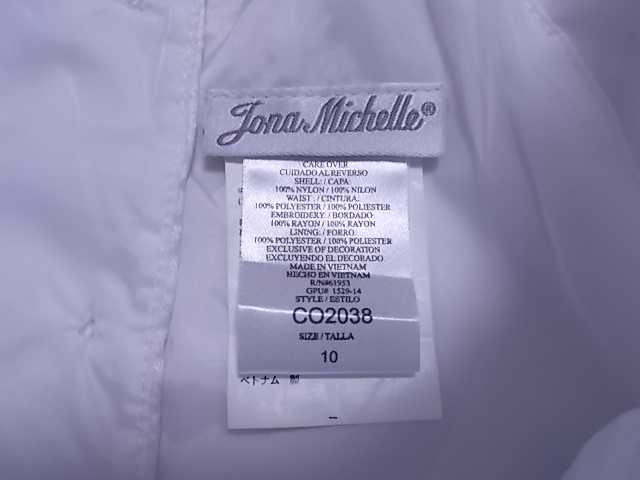 Jona Michelle®
CARE OVER
CUIDADO AL REVERSO
SHELL: / CAPA:
100% NYLON / 100% NILON
WAIST : / CINTURA:
100% POLYESTER / 100% POLIESTER
EMBROIDERY: / BORDADO:
100% RAYON / 100% RAYON
LINING: / FORRO:
100% POLYESTER / 100% POLIESTER
EXCLUSIVE OF DECORATION
EXCLUYENDO EL DECORADO
MADE IN VIETNAM
HECHO EN VIETNAM
R/N#61953
GPU# 1529-14
STYLE / ESTILO
CO2038
SIZE / TALLA
10
ベトナム 製